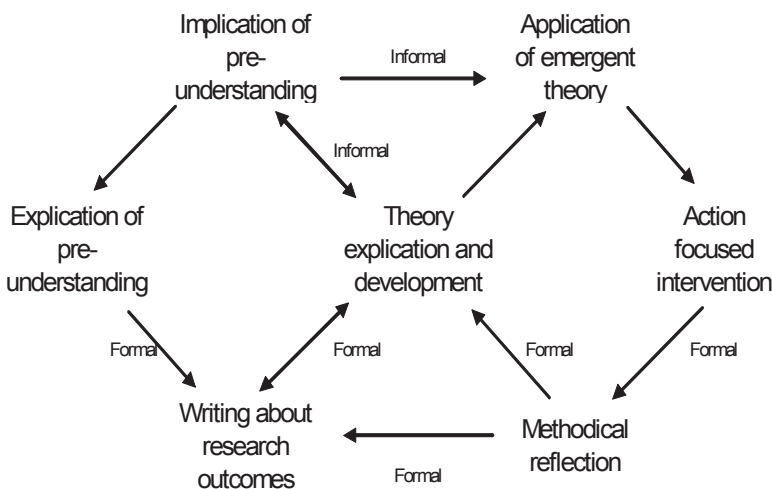 Implication of
pre-
understanding
Informal
Application
of emergent
theory
Informal
Explication of
pre-
understanding
Theory
explication and
development
Action
focused
intervention
Formal
Formal
Formal
Formal
Writing about
research
outcomes
Formal
Methodical
reflection